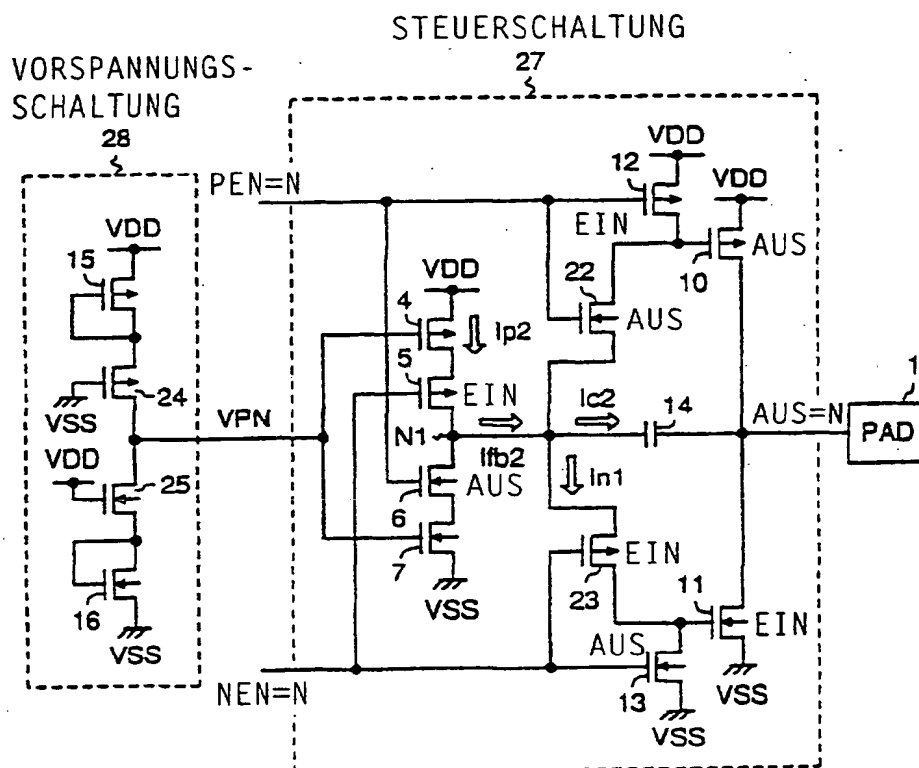 STEUERSCHALTUNG
27
VORSPANNUNGS-
SCHALTUNG
28
PEN=N
VDD
12
VDD
EIN
AUS
10
VDD
15
VDD
4
Ip2
22
AUS
5
EIN
24
VSS
VPN
N1
Ifb2
Ic2
14
AUS=N
1
PAD
VDD
25
AUS
6
In1
7
EIN
23
11
EIN
16
VSS
VSS
AUS
13
VSS
NEN=N
VSS